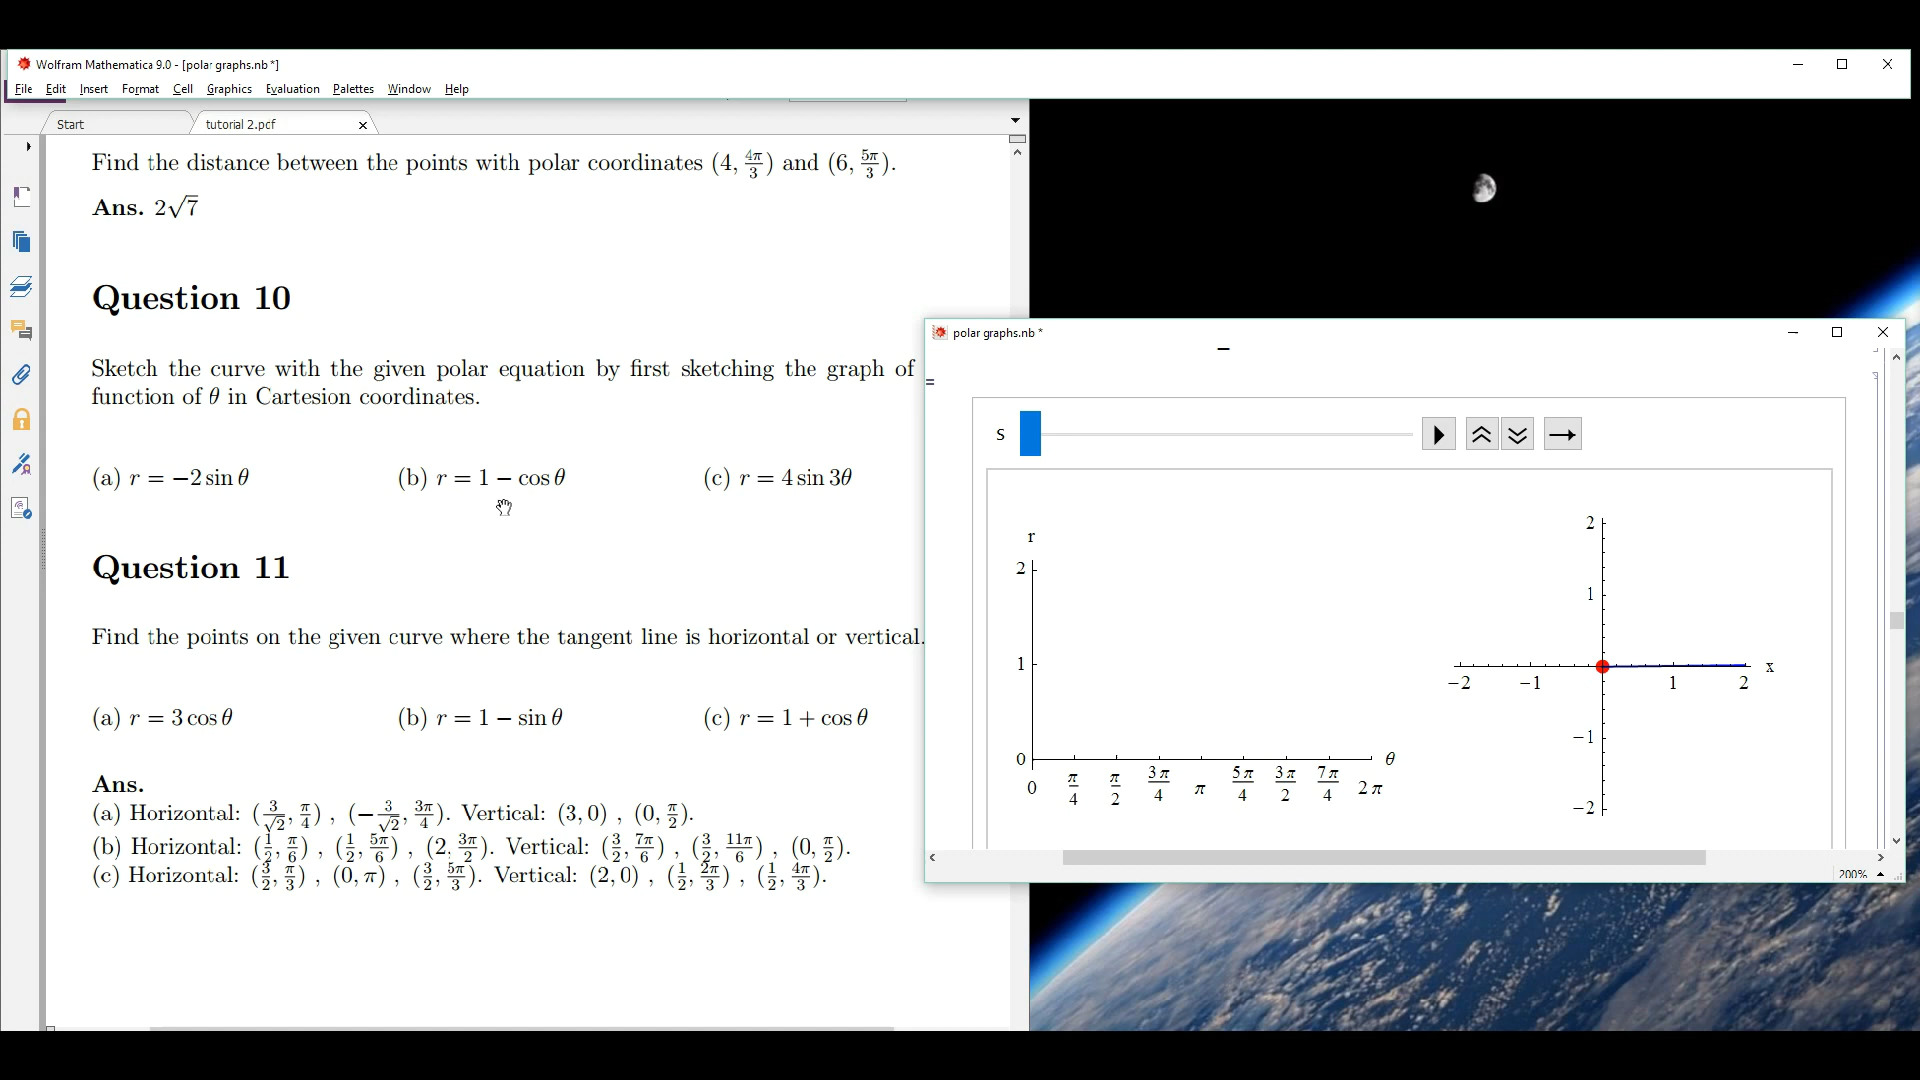 Wolfram Mathematica 9.0 - [polar graphs.nb *]
File Edit Insert Format Cell Graphics Evaluation Palettes Window Help
Start tutorial 2.pdf
Find the distance between the points with polar coordinates (4, 4π/3) and (6, 5π/3).
Ans. 2√7
Question 10
Sketch the curve with the given polar equation by first sketching the graph of
function of θ in Cartesion coordinates.
(a) r = −2 sin θ (b) r = 1 − cos θ (c) r = 4 sin 3θ
Question 11
Find the points on the given curve where the tangent line is horizontal or vertical.
(a) r = 3 cos θ (b) r = 1 − sin θ (c) r = 1 + cos θ
Ans.
(a) Horizontal: (3/√2, π/4) , (−3/√2, 3π/4). Vertical: (3, 0) , (0, π/2).
(b) Horizontal: (1/2, π/6) , (1/2, 5π/6) , (2, 3π/2). Vertical: (3/2, 7π/6) , (3/2, 11π/6) , (0, π/2).
(c) Horizontal: (3/2, π/3) , (0, π) , (3/2, 5π/3). Vertical: (2, 0) , (1/2, 2π/3) , (1/2, 4π/3).
polar graphs.nb *
=
s
r
2
1
0
0 π/4 π/2 3π/4 π 5π/4 3π/2 7π/4 2π θ
2
1
−2 −1 1 2 x
−1
−2
200%